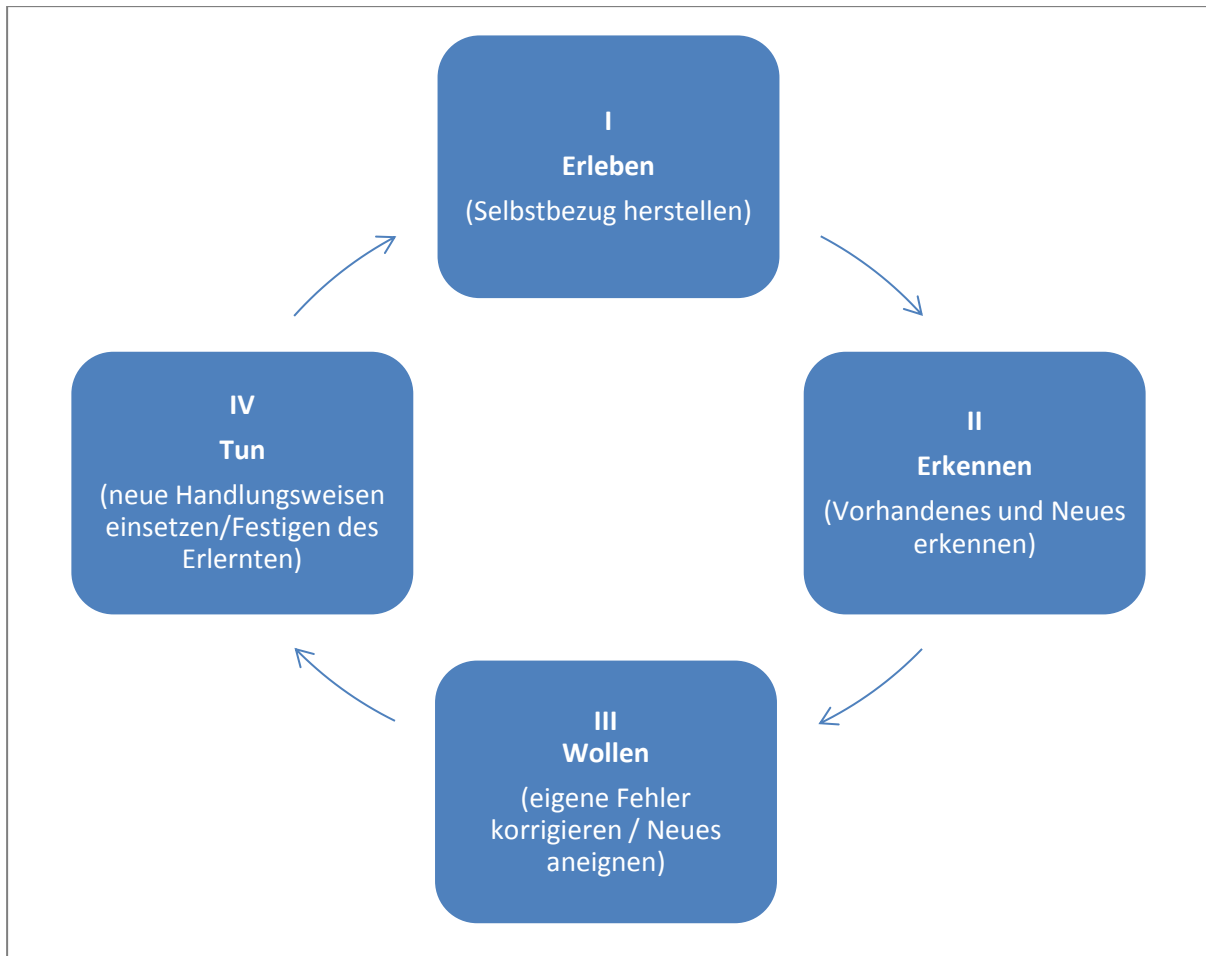 I
Erleben
(Selbstbezug herstellen)
II
Erkennen
(Vorhandenes und Neues
erkennen)
III
Wollen
(eigene Fehler
korrigieren / Neues
aneignen)
IV
Tun
(neue Handlungsweisen
einsetzen/Festigen des
Erlernten)